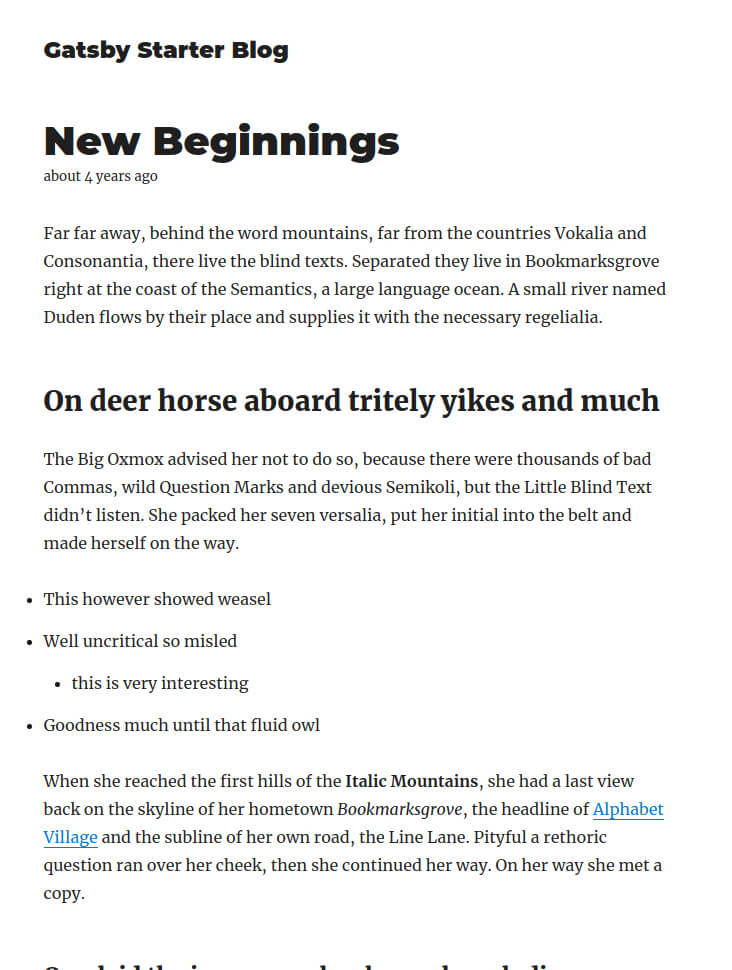 Gatsby Starter Blog
New Beginnings
about 4 years ago
Far far away, behind the word mountains, far from the countries Vokalia and
Consonantia, there live the blind texts. Separated they live in Bookmarksgrove
right at the coast of the Semantics, a large language ocean. A small river named
Duden flows by their place and supplies it with the necessary regelialia.
On deer horse aboard tritely yikes and much
The Big Oxmox advised her not to do so, because there were thousands of bad
Commas, wild Question Marks and devious Semikoli, but the Little Blind Text
didn’t listen. She packed her seven versalia, put her initial into the belt and
made herself on the way.
• This however showed weasel
• Well uncritical so misled
• this is very interesting
• Goodness much until that fluid owl
When she reached the first hills of the Italic Mountains, she had a last view
back on the skyline of her hometown Bookmarksgrove, the headline of Alphabet
Village and the subline of her own road, the Line Lane. Pityful a rethoric
question ran over her cheek, then she continued her way. On her way she met a
copy.